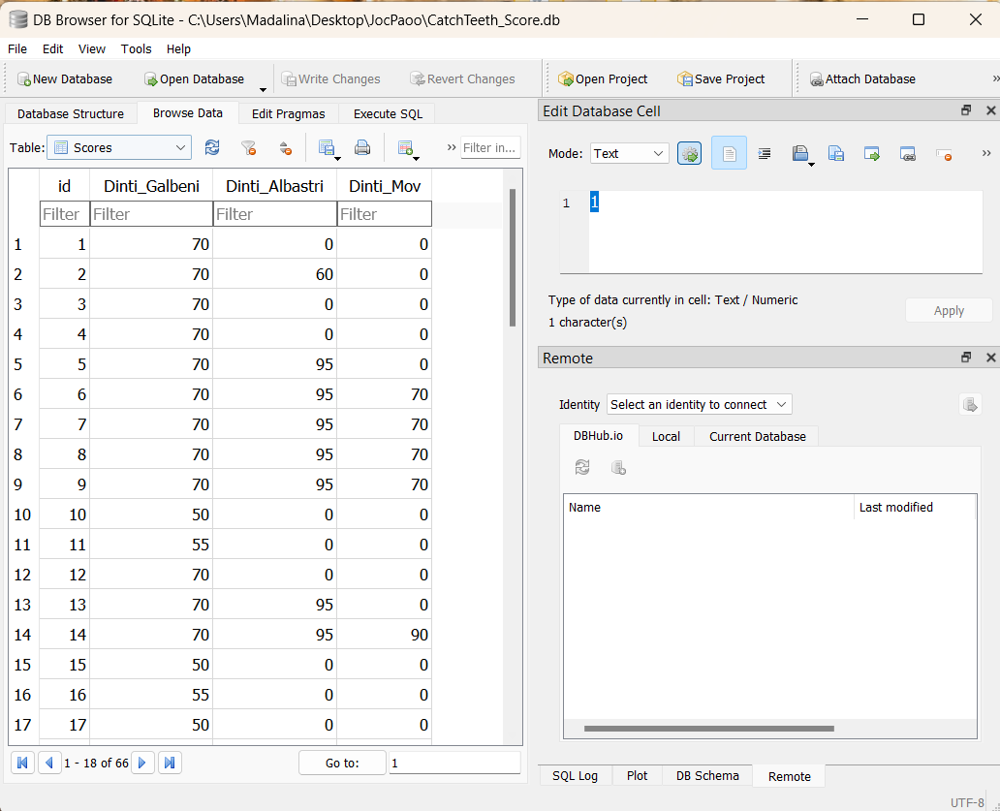 DB Browser for SQLite - C:\Users\Madalina\Desktop\JocPaoo\CatchTeeth_Score.db
File Edit View Tools Help
New Database Open Database Write Changes Revert Changes Open Project Save Project Attach Database »
Database Structure Browse Data Edit Pragmas Execute SQL
Table: Scores » Filter in...
id Dinti_Galbeni Dinti_Albastri Dinti_Mov
Filter Filter Filter Filter
1 1 70 0 0
2 2 70 60 0
3 3 70 0 0
4 4 70 0 0
5 5 70 95 0
6 6 70 95 70
7 7 70 95 70
8 8 70 95 70
9 9 70 95 70
10 10 50 0 0
11 11 55 0 0
12 12 70 0 0
13 13 70 95 0
14 14 70 95 90
15 15 50 0 0
16 16 55 0 0
17 17 50 0 0
1 - 18 of 66 Go to: 1
Edit Database Cell
Mode: Text »
1 1
Type of data currently in cell: Text / Numeric
1 character(s)
Apply
Remote
Identity Select an identity to connect
DBHub.io Local Current Database
Name Last modified
SQL Log Plot DB Schema Remote
UTF-8